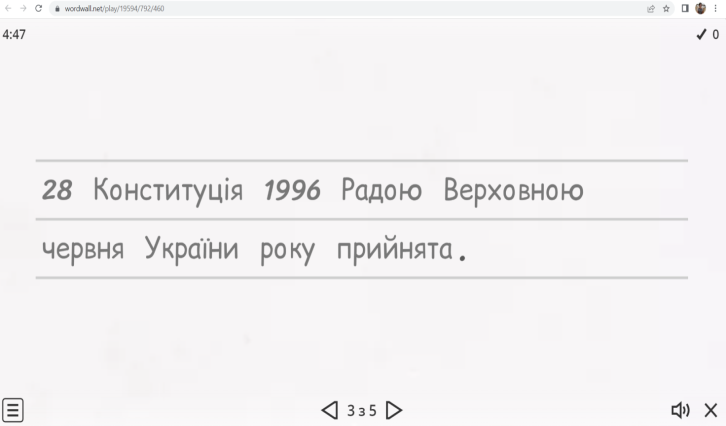 wordwall.net/play/19594/792/460
4:47
✓ 0
28 Конституція 1996 Радою Верховною
червня України року прийнята.
3 з 5